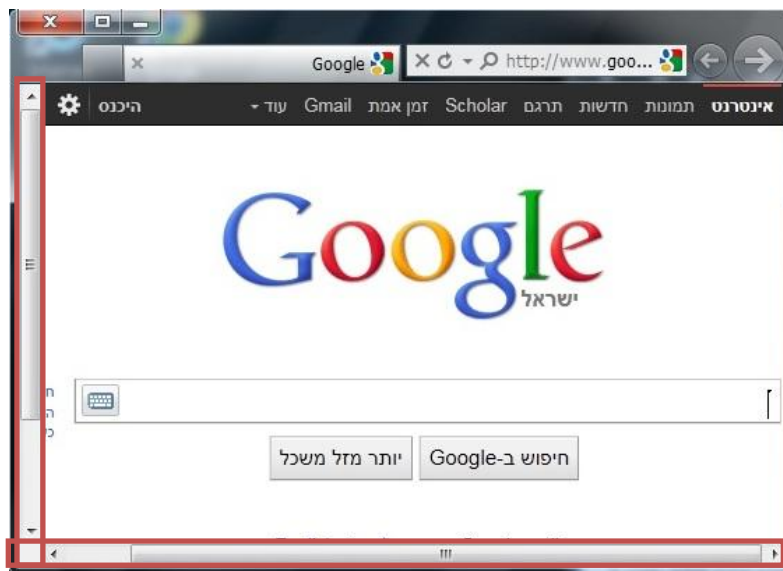 http://www.goo... Google
אינטרנט תמונות חדשות תרגם Scholar זמן אמת Gmail עוד היכנס
Google
ישראל
חיפוש ב-Google יותר מזל משכל